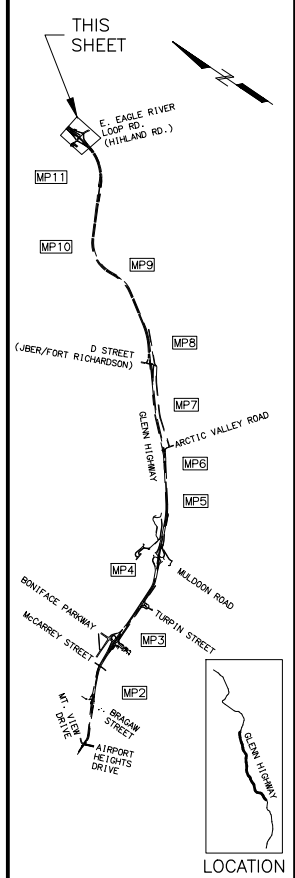 THIS
SHEET
N
E. EAGLE RIVER
LOOP RD.
(HIHLAND RD.)
MP11
MP10
MP9
MP8
D STREET
(JBER/FORT RICHARDSON)
MP7
GLENN HIGHWAY
ARCTIC VALLEY ROAD
MP6
MP5
MP4
MULDOON ROAD
TURPIN STREET
BONIFACE PARKWAY
MP3
McCARREY STREET
MP2
BRAGAW
STREET
MT. VIEW
DRIVE
AIRPORT
HEIGHTS
DRIVE
GLENN HIGHWAY
LOCATION